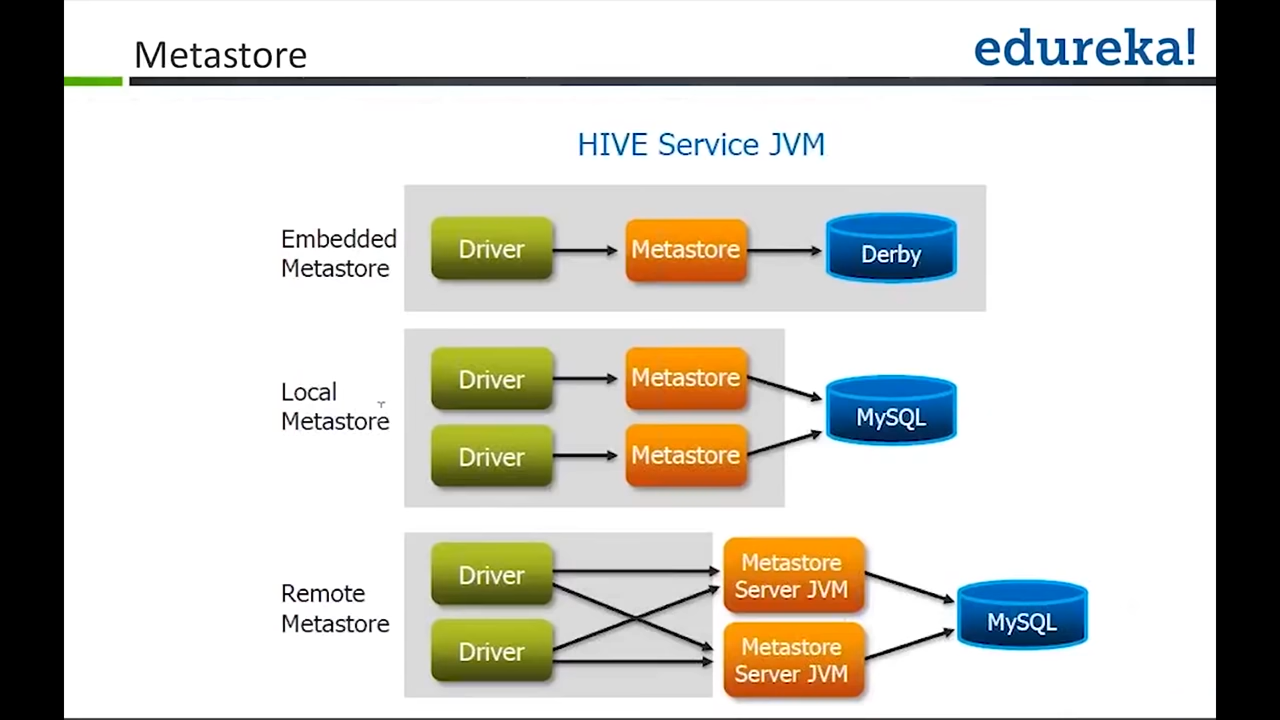 Metastore
edureka!
HIVE Service JVM
Embedded
Metastore
Driver
Metastore
Derby
Local
Metastore
Driver
Metastore
Driver
Metastore
MySQL
Remote
Metastore
Driver
Driver
Metastore
Server JVM
Metastore
Server JVM
MySQL